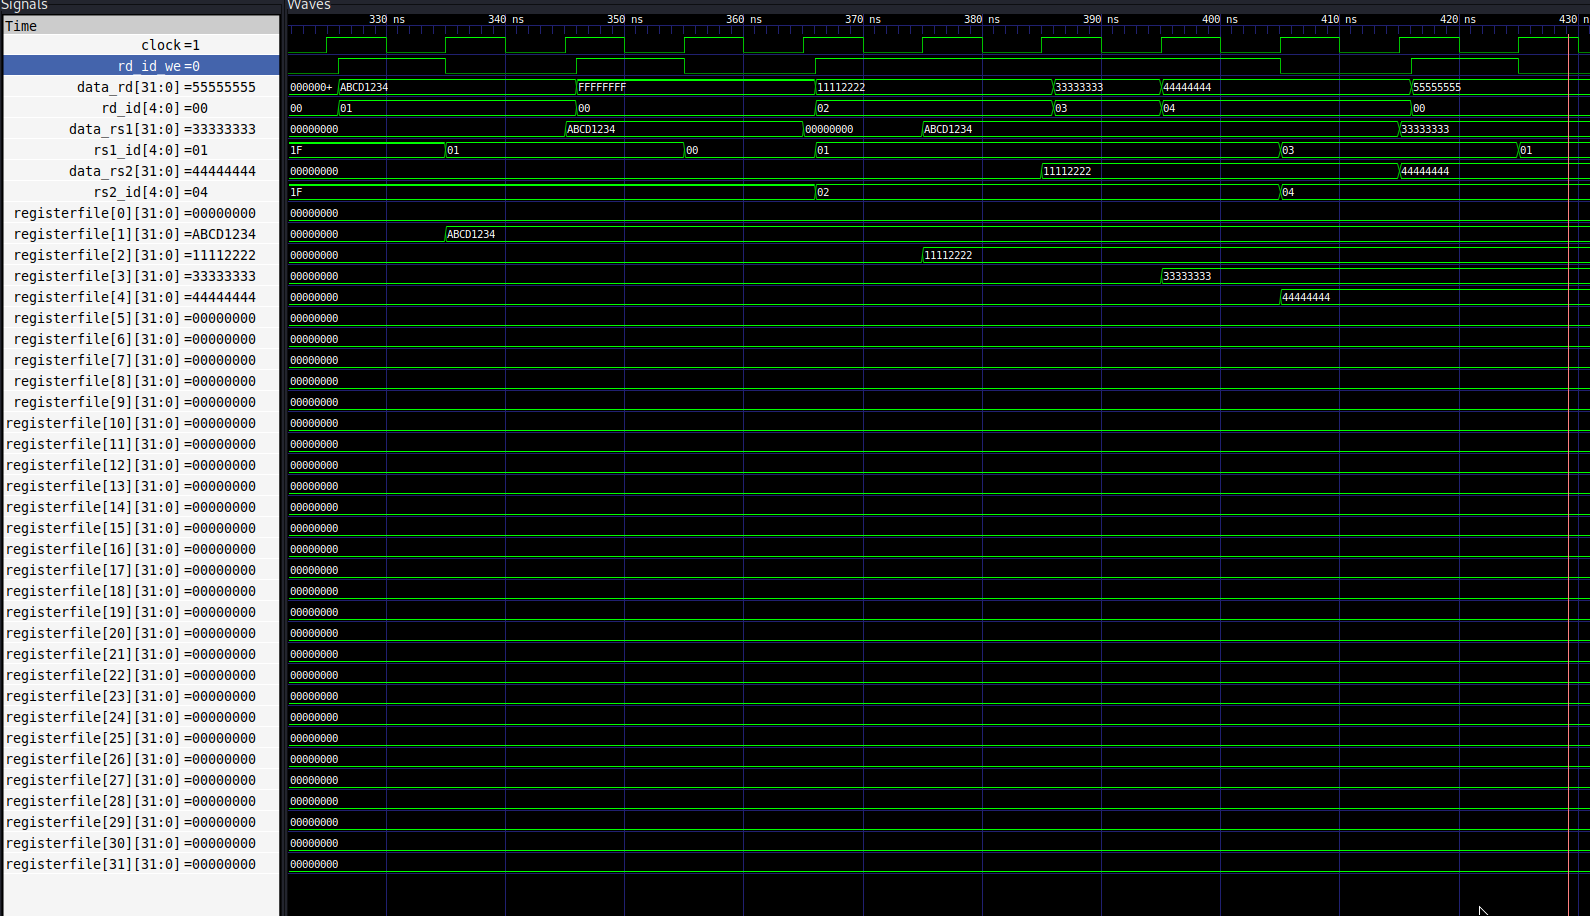 Signals
Waves
Time
330 ns 340 ns 350 ns 360 ns 370 ns 380 ns 390 ns 400 ns 410 ns 420 ns 430 n
clock =1
rd_id_we =0
data_rd[31:0] =55555555 000000+ ABCD1234 FFFFFFFF 11112222 33333333 44444444 55555555
rd_id[4:0] =00 00 01 00 02 03 04 00
data_rs1[31:0] =33333333 00000000 ABCD1234 00000000 ABCD1234 33333333
rs1_id[4:0] =01 1F 01 00 01 03 01
data_rs2[31:0] =44444444 00000000 11112222 44444444
rs2_id[4:0] =04 1F 02 04
registerfile[0][31:0] =00000000 00000000
registerfile[1][31:0] =ABCD1234 00000000 ABCD1234
registerfile[2][31:0] =11112222 00000000 11112222
registerfile[3][31:0] =33333333 00000000 33333333
registerfile[4][31:0] =44444444 00000000 44444444
registerfile[5][31:0] =00000000 00000000
registerfile[6][31:0] =00000000 00000000
registerfile[7][31:0] =00000000 00000000
registerfile[8][31:0] =00000000 00000000
registerfile[9][31:0] =00000000 00000000
registerfile[10][31:0] =00000000 00000000
registerfile[11][31:0] =00000000 00000000
registerfile[12][31:0] =00000000 00000000
registerfile[13][31:0] =00000000 00000000
registerfile[14][31:0] =00000000 00000000
registerfile[15][31:0] =00000000 00000000
registerfile[16][31:0] =00000000 00000000
registerfile[17][31:0] =00000000 00000000
registerfile[18][31:0] =00000000 00000000
registerfile[19][31:0] =00000000 00000000
registerfile[20][31:0] =00000000 00000000
registerfile[21][31:0] =00000000 00000000
registerfile[22][31:0] =00000000 00000000
registerfile[23][31:0] =00000000 00000000
registerfile[24][31:0] =00000000 00000000
registerfile[25][31:0] =00000000 00000000
registerfile[26][31:0] =00000000 00000000
registerfile[27][31:0] =00000000 00000000
registerfile[28][31:0] =00000000 00000000
registerfile[29][31:0] =00000000 00000000
registerfile[30][31:0] =00000000 00000000
registerfile[31][31:0] =00000000 00000000